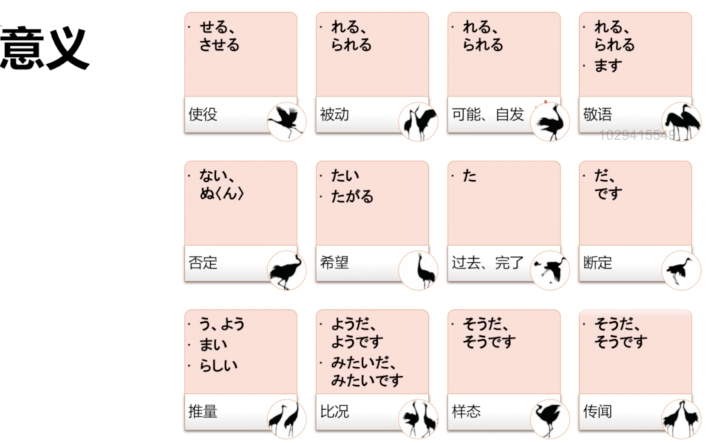 意义
・せる、
させる
使役
・れる、
られる
被动
・れる、
られる
可能、自发
・れる、
られる
・ます
敬语
1029415549
・ない、
ぬ〈ん〉
否定
・たい
・たがる
希望
・た
过去、完了
・だ、
です
断定
・う、よう
・まい
・らしい
推量
・ようだ、
ようです
・みたいだ、
みたいです
比况
・そうだ、
そうです
样态
・そうだ、
そうです
传闻